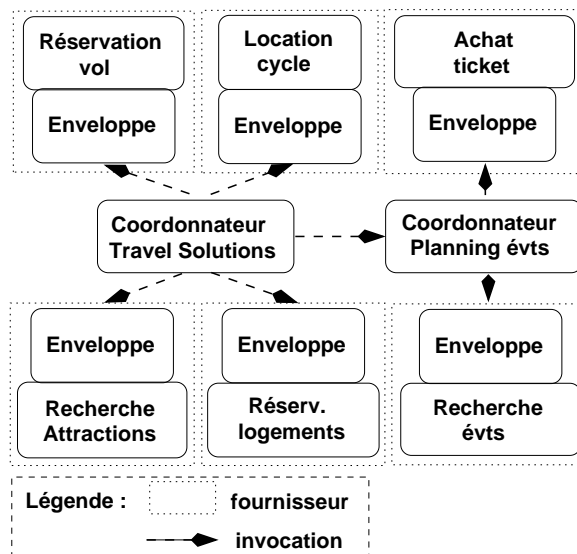 Réservation
vol
Enveloppe
Location
cycle
Enveloppe
Achat
ticket
Enveloppe
Coordonnateur
Travel Solutions
Coordonnateur
Planning évts
Enveloppe
Recherche
Attractions
Enveloppe
Réserv.
logements
Enveloppe
Recherche
évts
Légende :
fournisseur
invocation